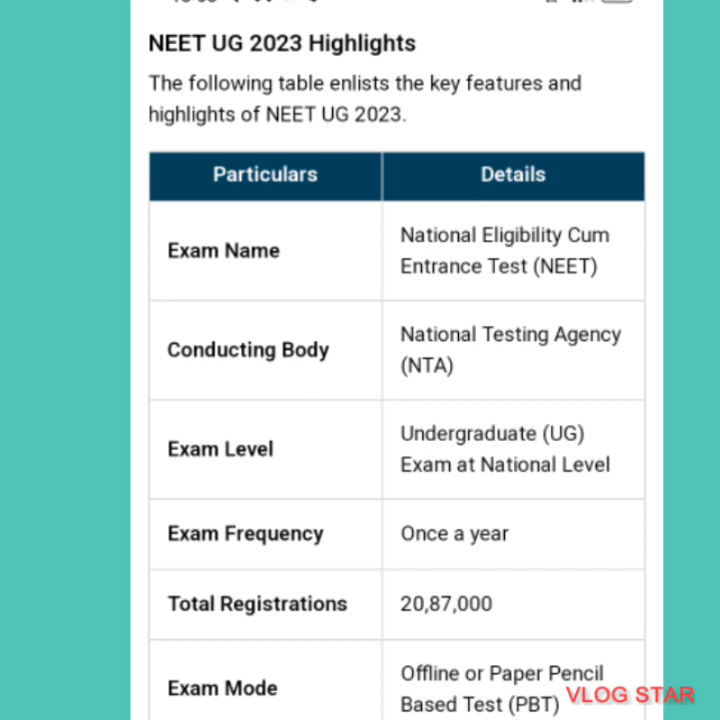 NEET UG 2023 Highlights
The following table enlists the key features and
highlights of NEET UG 2023.
Particulars Details
Exam Name National Eligibility Cum
Entrance Test (NEET)
Conducting Body National Testing Agency
(NTA)
Exam Level Undergraduate (UG)
Exam at National Level
Exam Frequency Once a year
Total Registrations 20,87,000
Exam Mode Offline or Paper Pencil
Based Test (PBT)
VLOG STAR